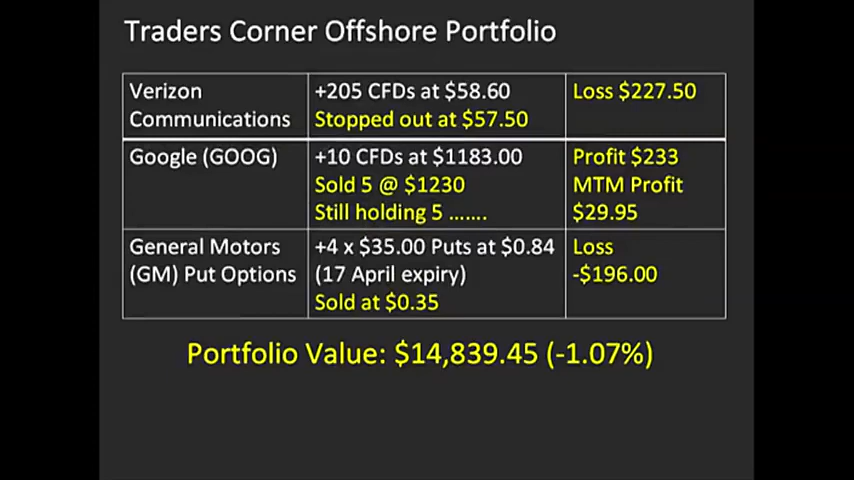 Traders Corner Offshore Portfolio
Verizon
Communications
+205 CFDs at $58.60
Stopped out at $57.50
Loss $227.50
Google (GOOG)
+10 CFDs at $1183.00
Sold 5 @ $1230
Still holding 5 .......
Profit $233
MTM Profit
$29.95
General Motors
(GM) Put Options
+4 x $35.00 Puts at $0.84
(17 April expiry)
Sold at $0.35
Loss
-$196.00
Portfolio Value: $14,839.45 (-1.07%)